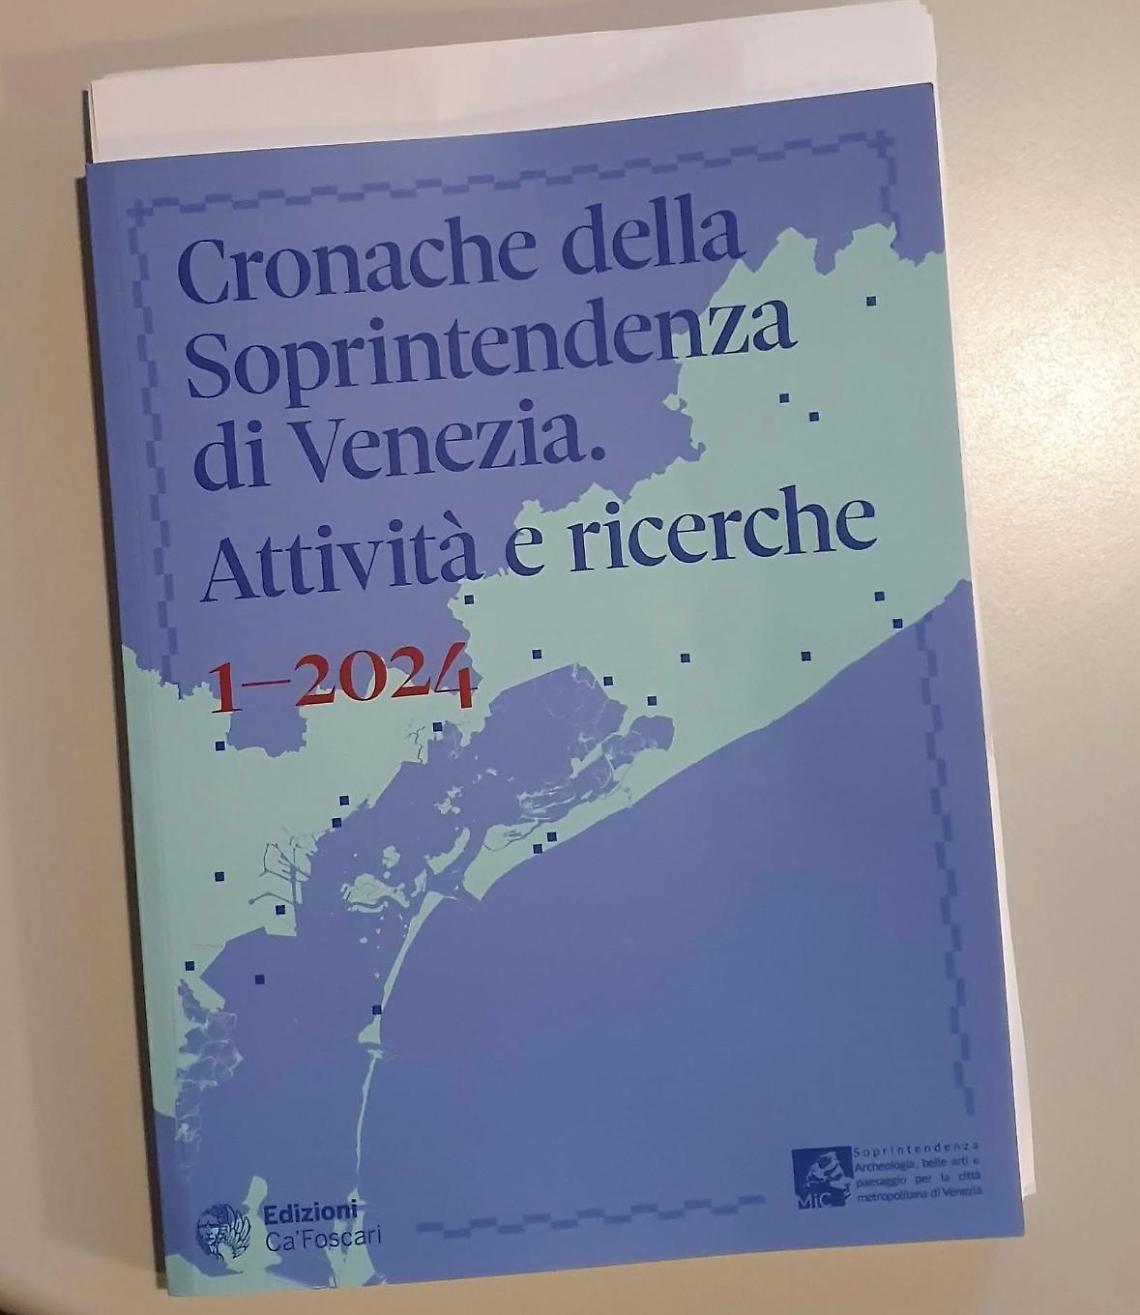 Cronache della
Soprintendenza
di Venezia.
Attività e ricerche
1–2024
Edizioni
Ca'Foscari
MiC
Soprintendenza
Archeologia, belle arti e
paesaggio per la città
metropolitana di Venezia